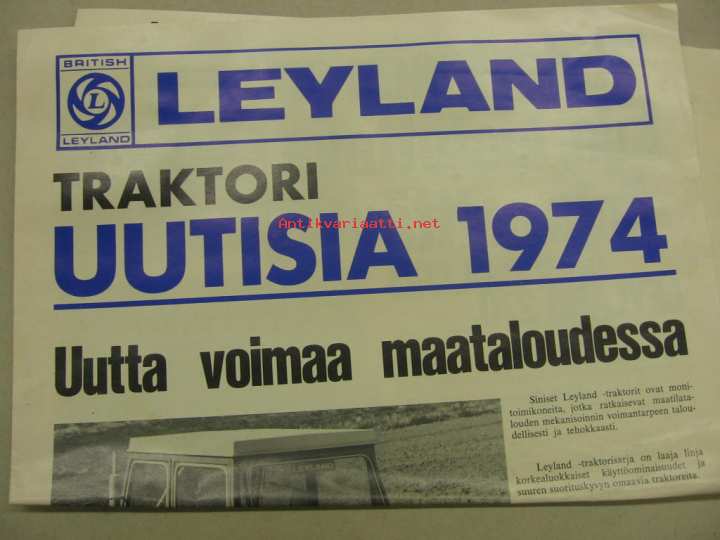 BRITISH
LEYLAND
L
LEYLAND
TRAKTORI
Antikvariaatti.net
UUTISIA 1974
Uutta voimaa maataloudessa
Siniset Leyland -traktorit ovat moni-
toimikoneita, jotka ratkaisevat maatila-
louden mekanisoinnin voimantarpeen talou-
dellisesti ja tehokkaasti.
LEYLAND
Leyland -traktorisarja on laaja linja
korkealuokkaiset käyttöominaisuudet ja
suuren suorituskyvyn omaavia traktoreita.